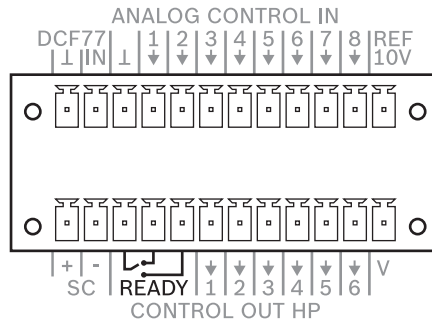 ANALOG CONTROL IN
DCF77 1 2 3 4 5 6 7 8 REF
⊥ IN ⊥ ↓ ↓ ↓ ↓ ↓ ↓ ↓ ↓ 10V
+ - ↓ ↓ ↓ ↓ ↓ ↓ V
SC READY 1 2 3 4 5 6
CONTROL OUT HP